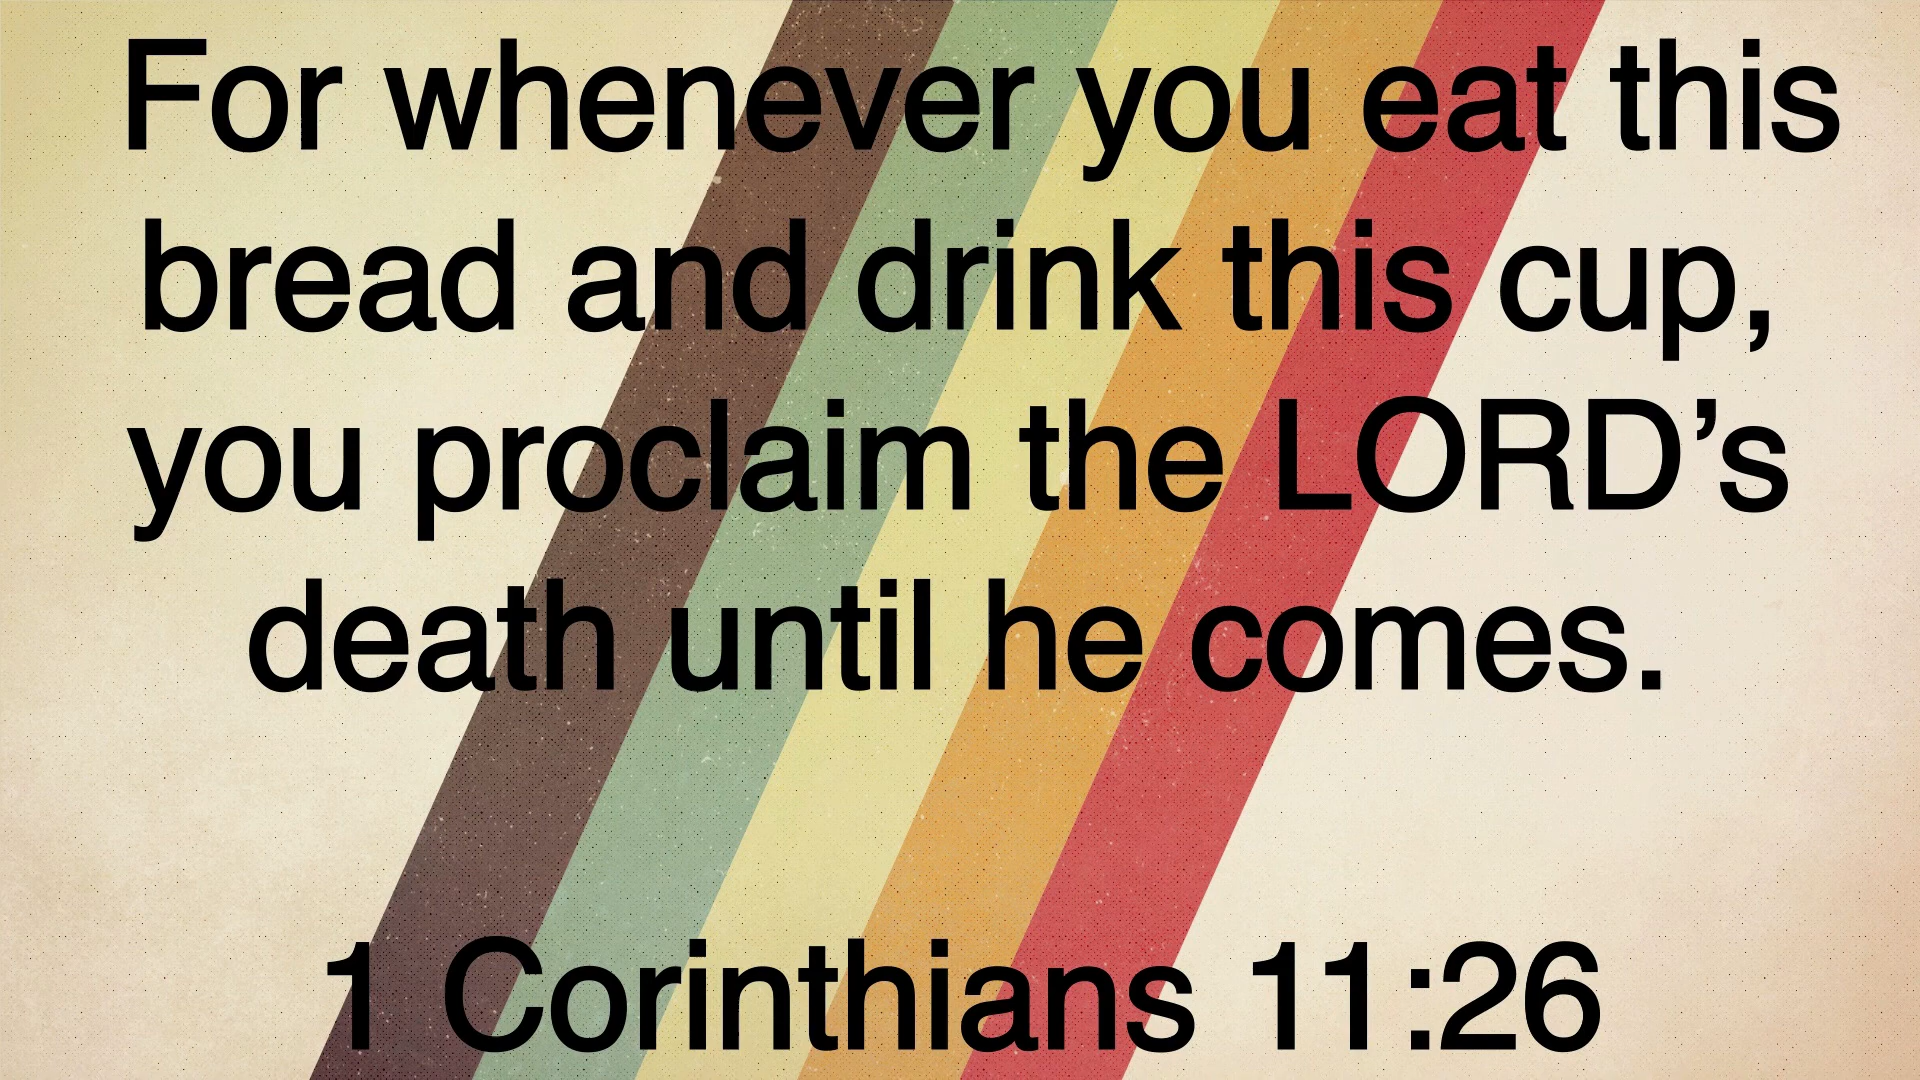 For whenever you eat this
bread and drink this cup,
you proclaim the LORD’s
death until he comes.
1 Corinthians 11:26